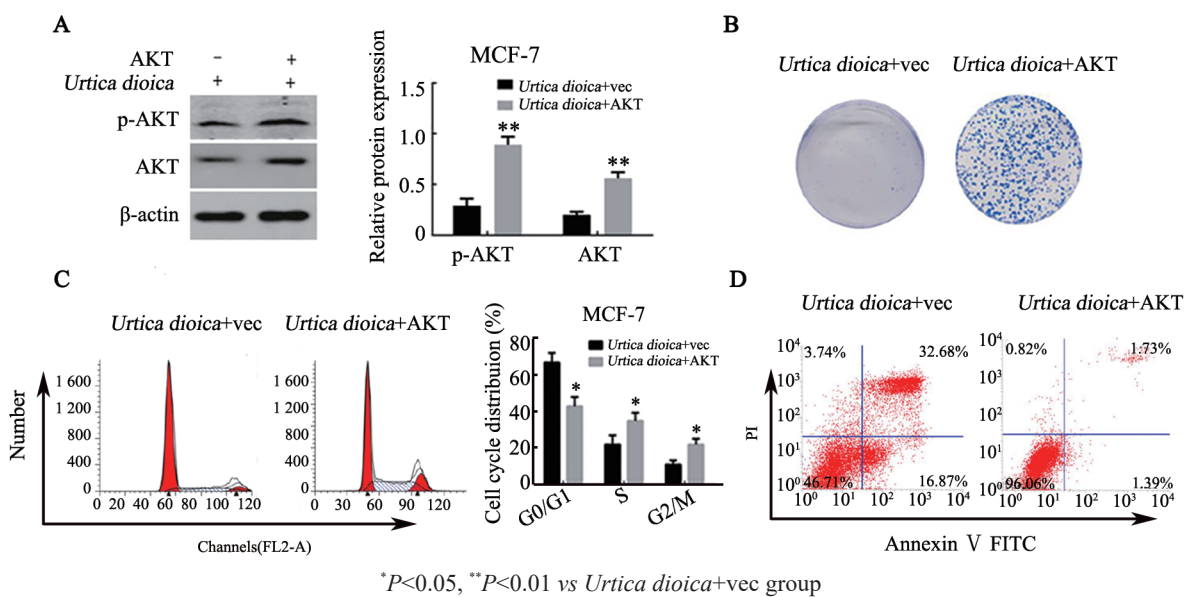 A
AKT - +
Urtica dioica + +
p-AKT
AKT
β-actin
MCF-7
Urtica dioica+vec
Urtica dioica+AKT
Relative protein expression
1.5
1.0
0.5
0
**
**
p-AKT AKT
B
Urtica dioica+vec Urtica dioica+AKT
C
Urtica dioica+vec Urtica dioica+AKT
Number
1 600
1 200
800
400
0
0 20 40 60 80 100 120
1 600
1 200
800
400
0
0 30 60 90 120
Channels(FL2-A)
MCF-7
Urtica dioica+vec
Urtica dioica+AKT
Cell cycle distribuion (%)
80
60
40
20
0
*
*
*
G0/G1 S G2/M
D
Urtica dioica+vec Urtica dioica+AKT
PI
10⁴
10³
10²
10¹
10⁰
3.74% 32.68%
46.71% 16.87%
10⁰ 10¹ 10² 10³ 10⁴
10⁴
10³
10²
10¹
10⁰
0.82% 1.73%
96.06% 1.39%
10⁰ 10¹ 10² 10³ 10⁴
Annexin V FITC
*P<0.05, **P<0.01 vs Urtica dioica+vec group